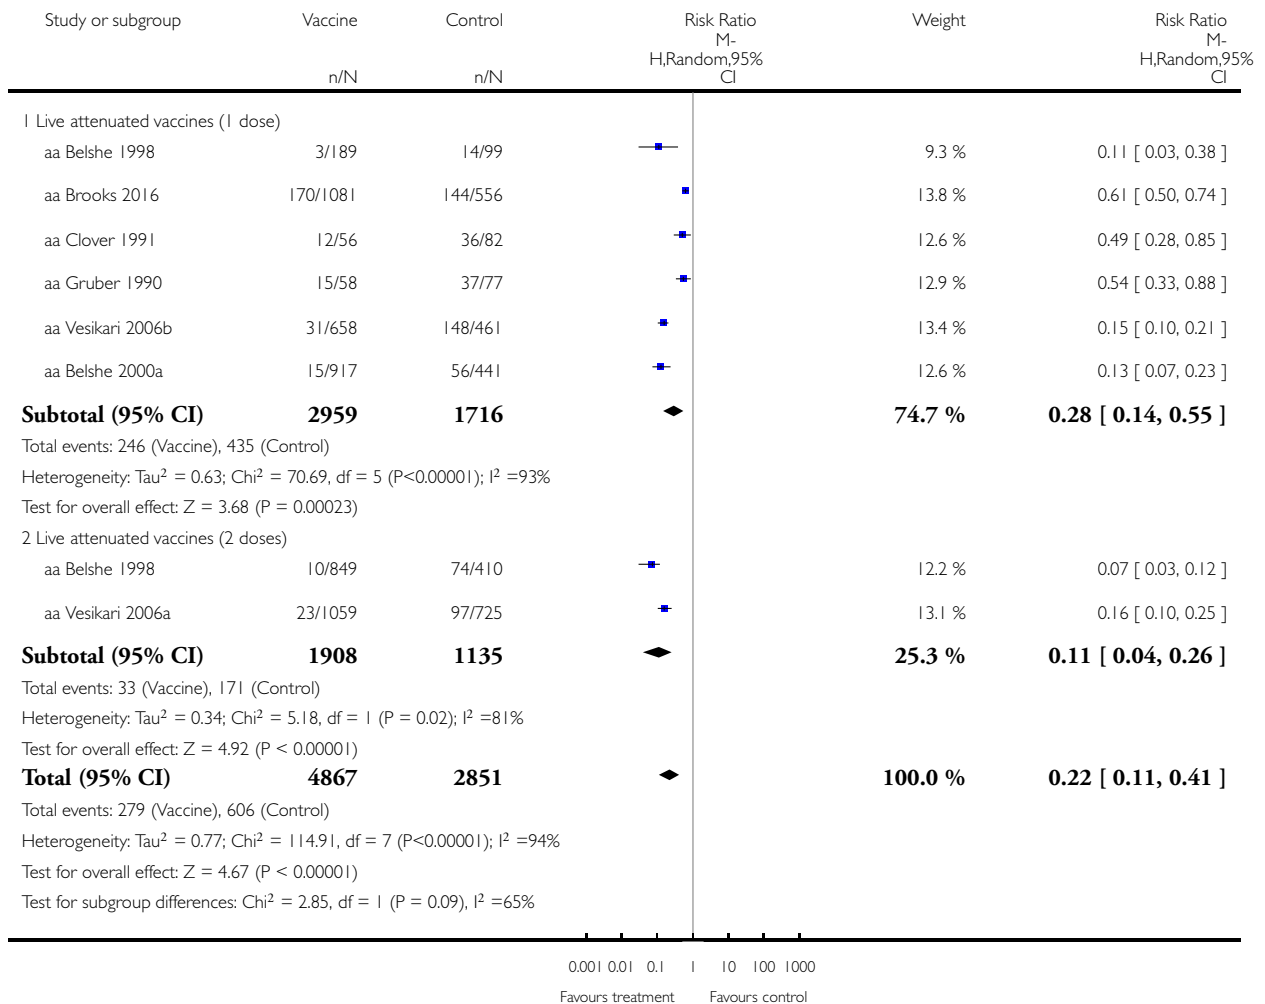 Study or subgroup Vaccine Control Risk Ratio Weight Risk Ratio
M- M-
H,Random,95% H,Random,95%
n/N n/N CI CI
1 Live attenuated vaccines (1 dose)
aa Belshe 1998 3/189 14/99 9.3 % 0.11 [ 0.03, 0.38 ]
aa Brooks 2016 170/1081 144/556 13.8 % 0.61 [ 0.50, 0.74 ]
aa Clover 1991 12/56 36/82 12.6 % 0.49 [ 0.28, 0.85 ]
aa Gruber 1990 15/58 37/77 12.9 % 0.54 [ 0.33, 0.88 ]
aa Vesikari 2006b 31/658 148/461 13.4 % 0.15 [ 0.10, 0.21 ]
aa Belshe 2000a 15/917 56/441 12.6 % 0.13 [ 0.07, 0.23 ]
Subtotal (95% CI) 2959 1716 74.7 % 0.28 [ 0.14, 0.55 ]
Total events: 246 (Vaccine), 435 (Control)
Heterogeneity: Tau² = 0.63; Chi² = 70.69, df = 5 (P<0.00001); I² =93%
Test for overall effect: Z = 3.68 (P = 0.00023)
2 Live attenuated vaccines (2 doses)
aa Belshe 1998 10/849 74/410 12.2 % 0.07 [ 0.03, 0.12 ]
aa Vesikari 2006a 23/1059 97/725 13.1 % 0.16 [ 0.10, 0.25 ]
Subtotal (95% CI) 1908 1135 25.3 % 0.11 [ 0.04, 0.26 ]
Total events: 33 (Vaccine), 171 (Control)
Heterogeneity: Tau² = 0.34; Chi² = 5.18, df = 1 (P = 0.02); I² =81%
Test for overall effect: Z = 4.92 (P < 0.00001)
Total (95% CI) 4867 2851 100.0 % 0.22 [ 0.11, 0.41 ]
Total events: 279 (Vaccine), 606 (Control)
Heterogeneity: Tau² = 0.77; Chi² = 114.91, df = 7 (P<0.00001); I² =94%
Test for overall effect: Z = 4.67 (P < 0.00001)
Test for subgroup differences: Chi² = 2.85, df = 1 (P = 0.09), I² =65%
0.001 0.01 0.1 1 10 100 1000
Favours treatment Favours control